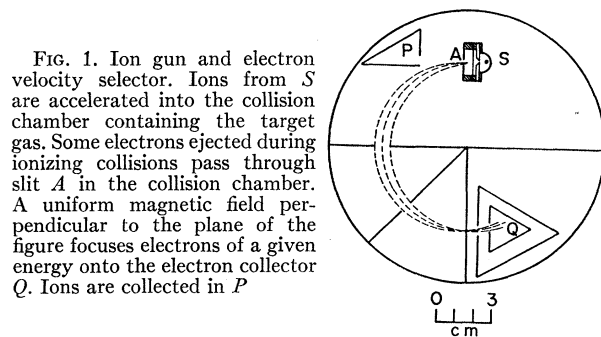 FIG. 1. Ion gun and electron
velocity selector. Ions from S
are accelerated into the collision
chamber containing the target
gas. Some electrons ejected during
ionizing collisions pass through
slit A in the collision chamber.
A uniform magnetic field per-
pendicular to the plane of the
figure focuses electrons of a given
energy onto the electron collector
Q. Ions are collected in P
P
A
S
Q
0 3
cm